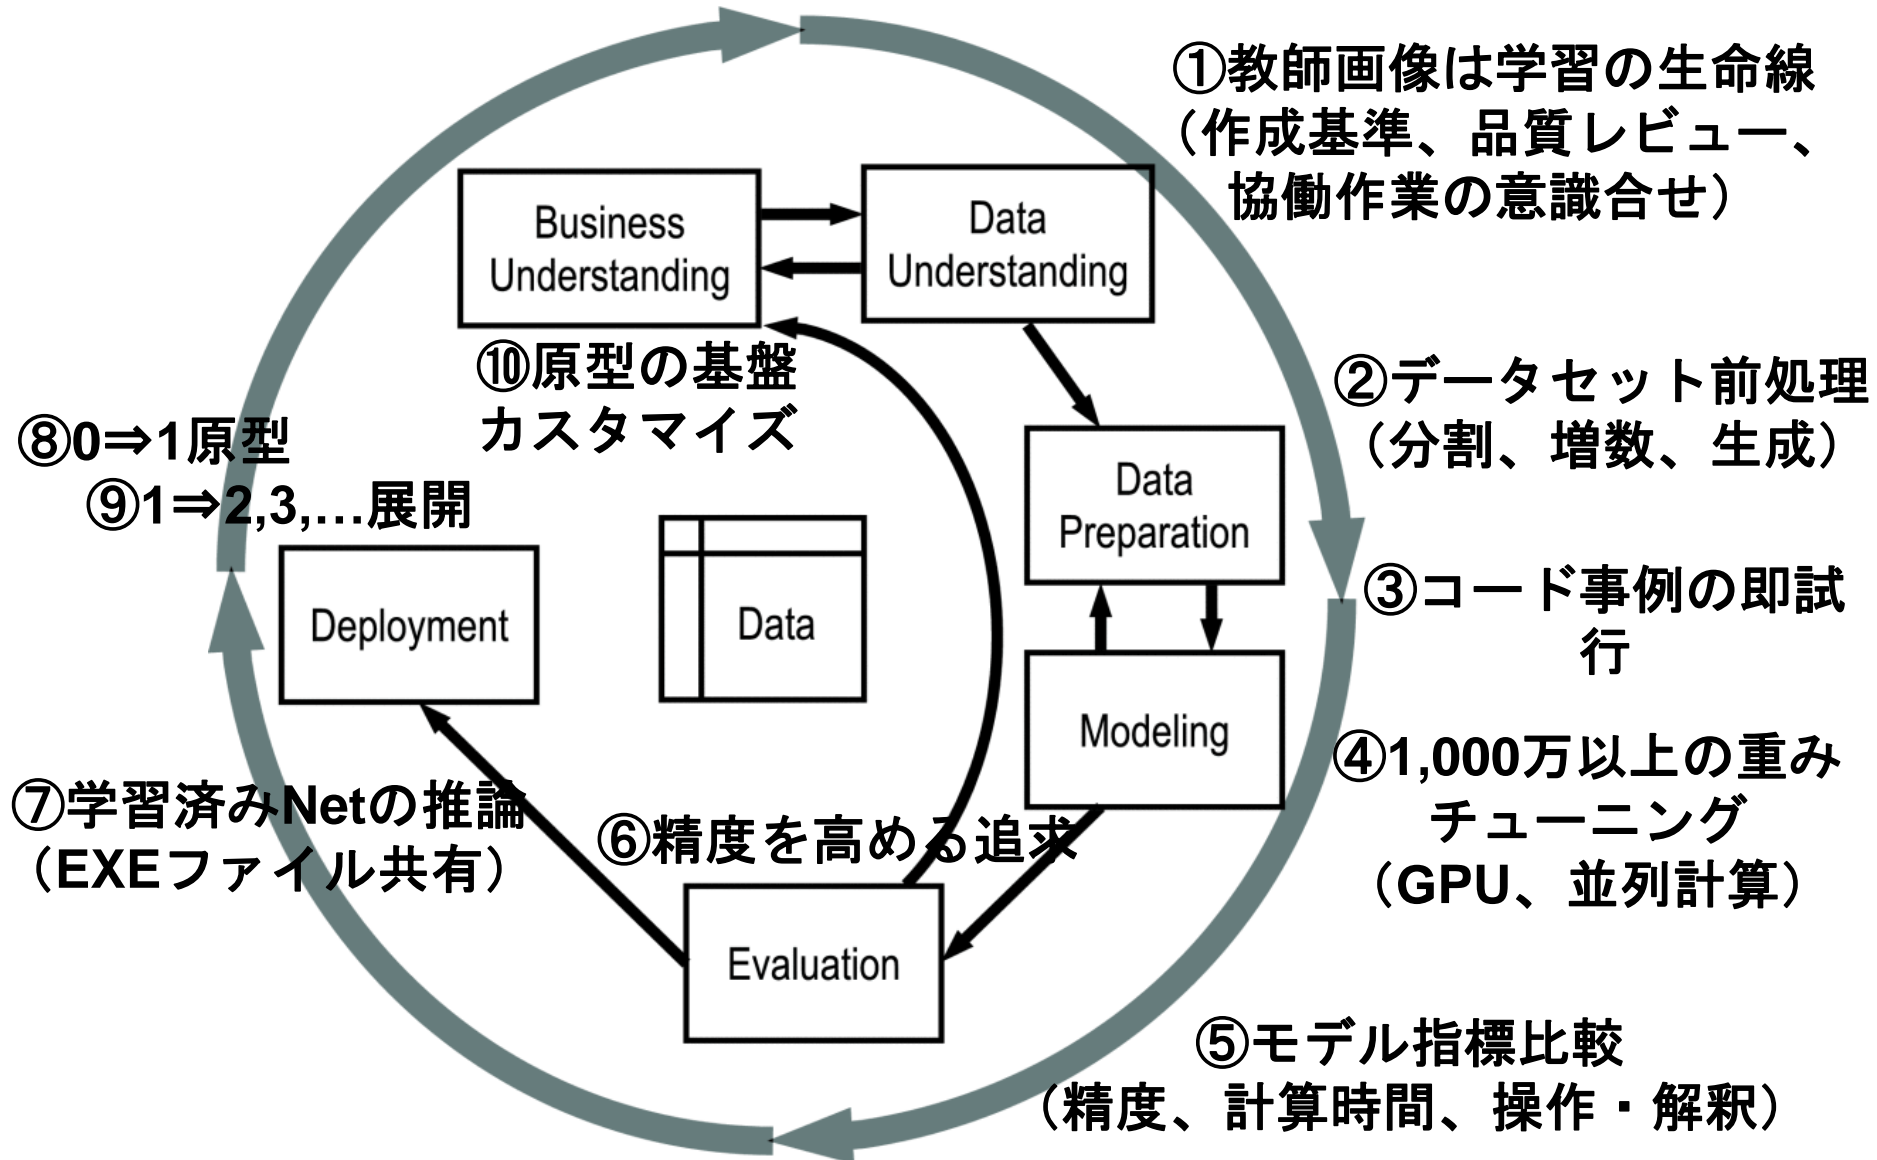 ①教師画像は学習の生命線
（作成基準、品質レビュー、
協働作業の意識合せ）
Business
Understanding
Data
Understanding
⑩原型の基盤
カスタマイズ
②データセット前処理
（分割、増数、生成）
⑧0⇒1原型
⑨1⇒2,3,…展開
Data
Preparation
Deployment
Data
③コード事例の即試
行
Modeling
④1,000万以上の重み
チューニング
（GPU、並列計算）
⑦学習済みNetの推論
（EXEファイル共有）
⑥精度を高める追求
Evaluation
⑤モデル指標比較
（精度、計算時間、操作・解釈）